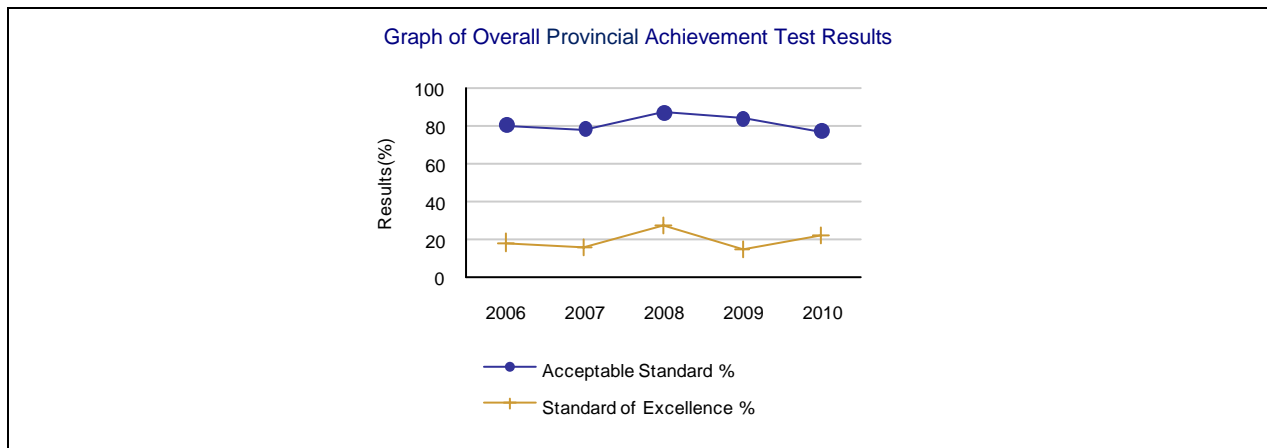 Graph of Overall Provincial Achievement Test Results
Results(%)
100
80
60
40
20
0
2006 2007 2008 2009 2010
Acceptable Standard %
Standard of Excellence %